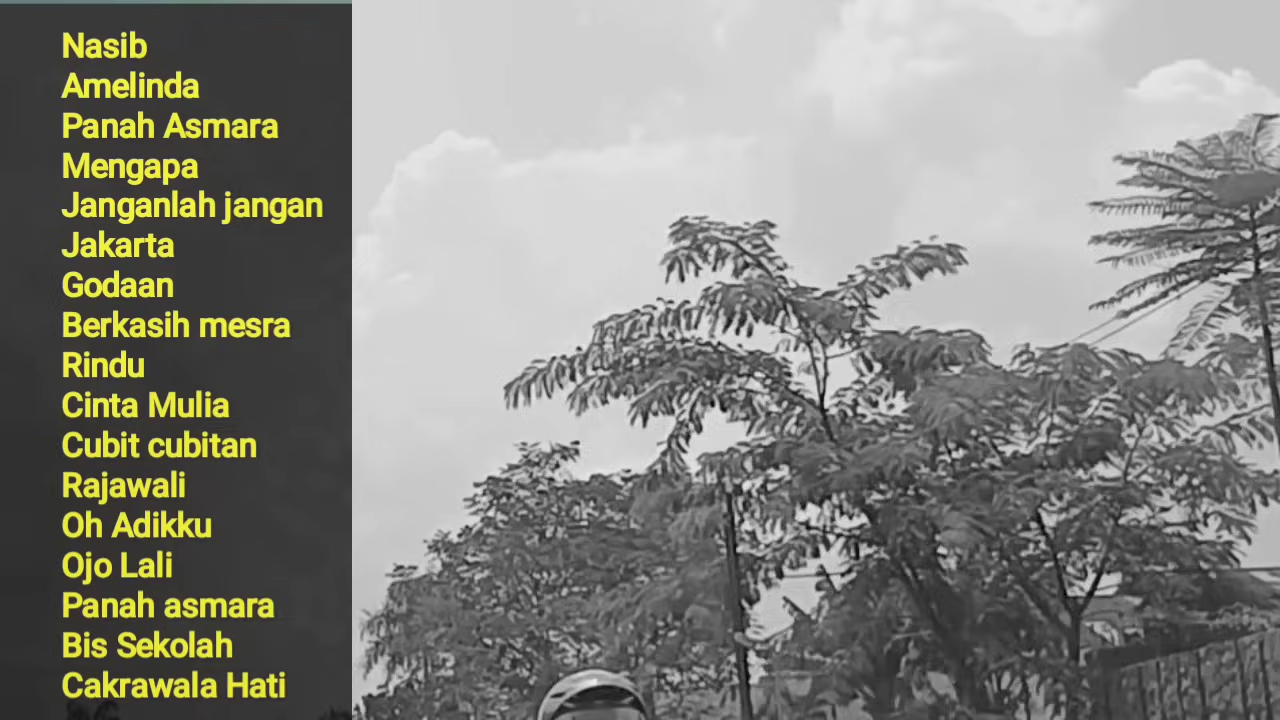 Nasib
Amelinda
Panah Asmara
Mengapa
Janganlah jangan
Jakarta
Godaan
Berkasih mesra
Rindu
Cinta Mulia
Cubit cubitan
Rajawali
Oh Adikku
Ojo Lali
Panah asmara
Bis Sekolah
Cakrawala Hati